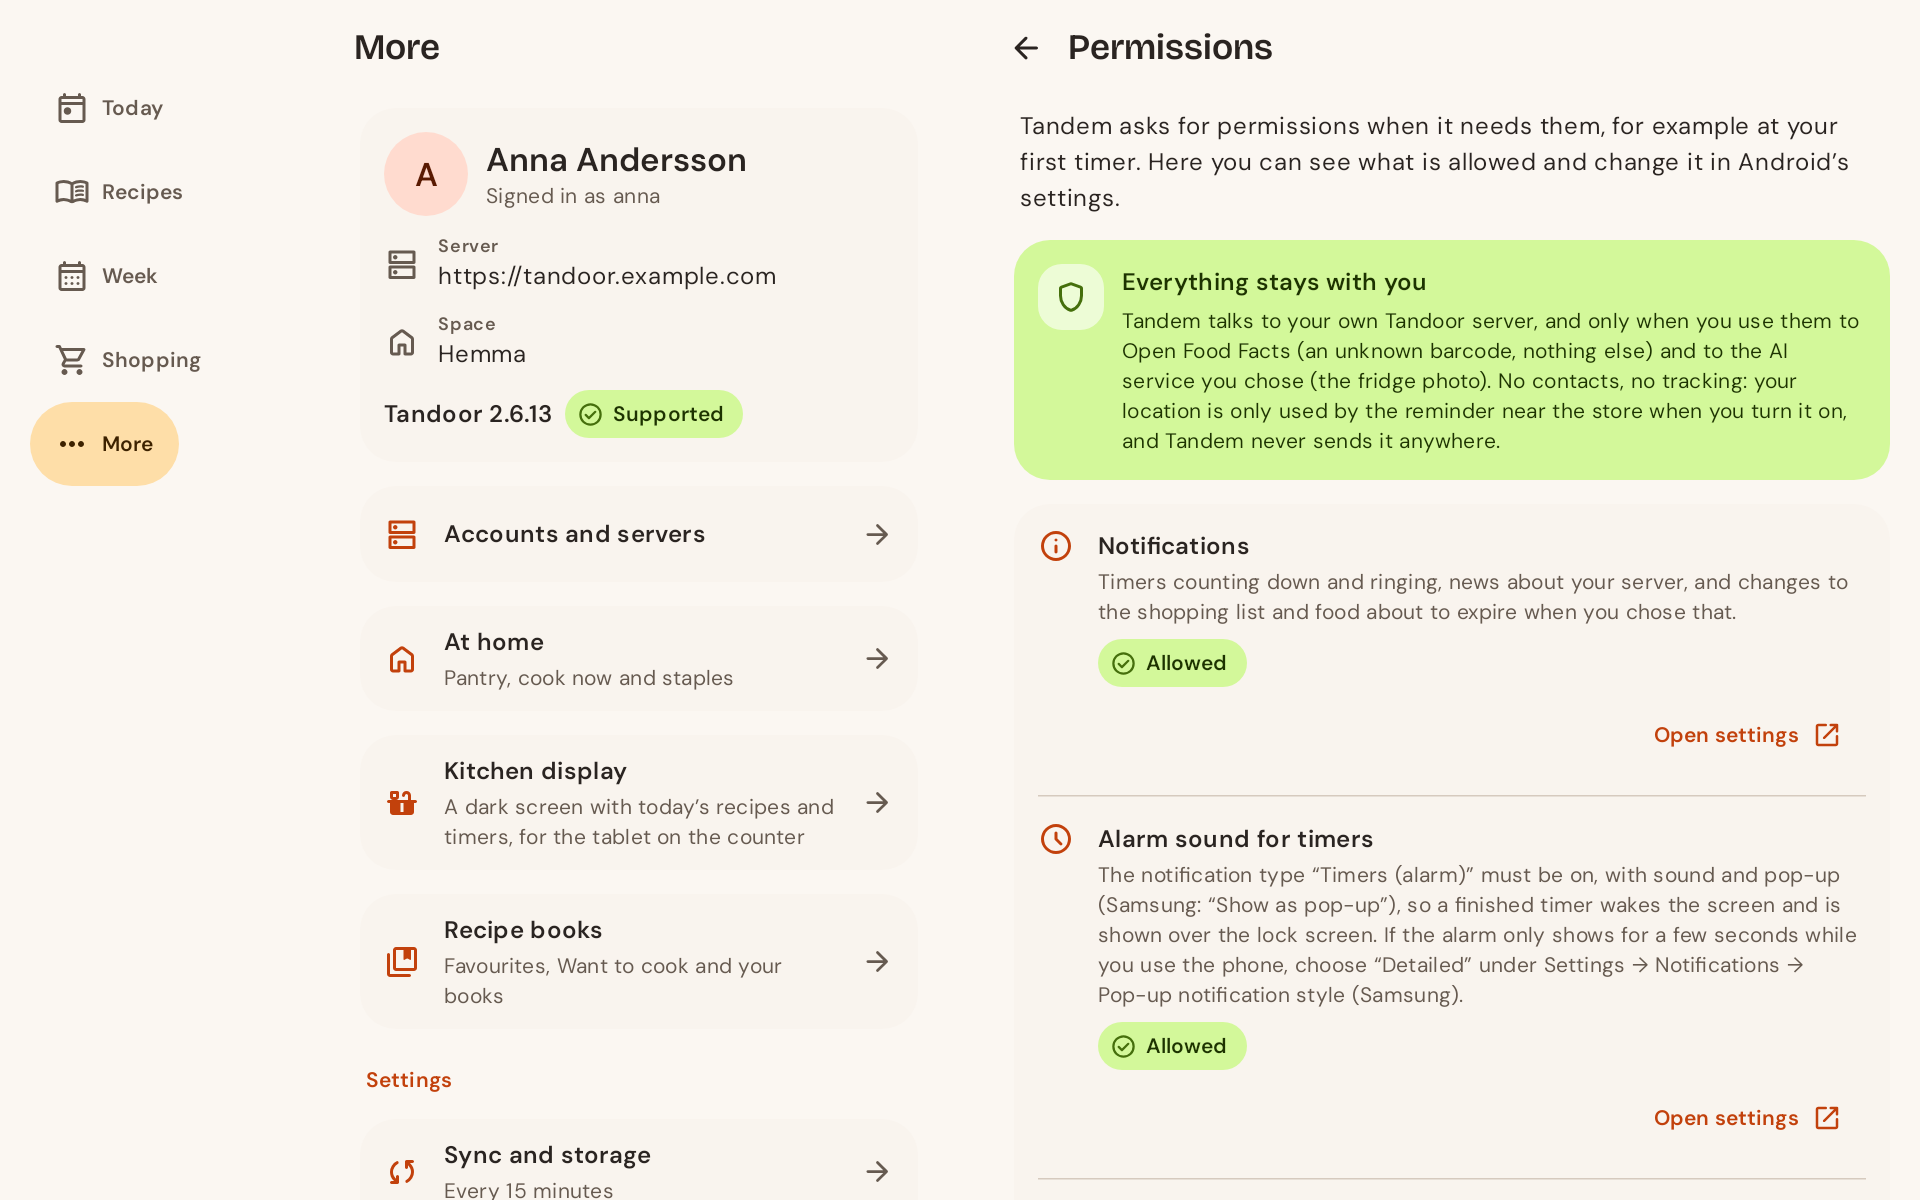 Today
Recipes
Week
Shopping
More
More
A
Anna Andersson
Signed in as anna
Server
https://tandoor.example.com
Space
Hemma
Tandoor 2.6.13
Supported
Accounts and servers
At home
Pantry, cook now and staples
Kitchen display
A dark screen with today’s recipes and
timers, for the tablet on the counter
Recipe books
Favourites, Want to cook and your
books
Settings
Sync and storage
Every 15 minutes
Permissions
Tandem asks for permissions when it needs them, for example at your
first timer. Here you can see what is allowed and change it in Android’s
settings.
Everything stays with you
Tandem talks to your own Tandoor server, and only when you use them to
Open Food Facts (an unknown barcode, nothing else) and to the AI
service you chose (the fridge photo). No contacts, no tracking: your
location is only used by the reminder near the store when you turn it on,
and Tandem never sends it anywhere.
Notifications
Timers counting down and ringing, news about your server, and changes to
the shopping list and food about to expire when you chose that.
Allowed
Open settings
Alarm sound for timers
The notification type “Timers (alarm)” must be on, with sound and pop-up
(Samsung: “Show as pop-up”), so a finished timer wakes the screen and is
shown over the lock screen. If the alarm only shows for a few seconds while
you use the phone, choose “Detailed” under Settings → Notifications →
Pop-up notification style (Samsung).
Allowed
Open settings